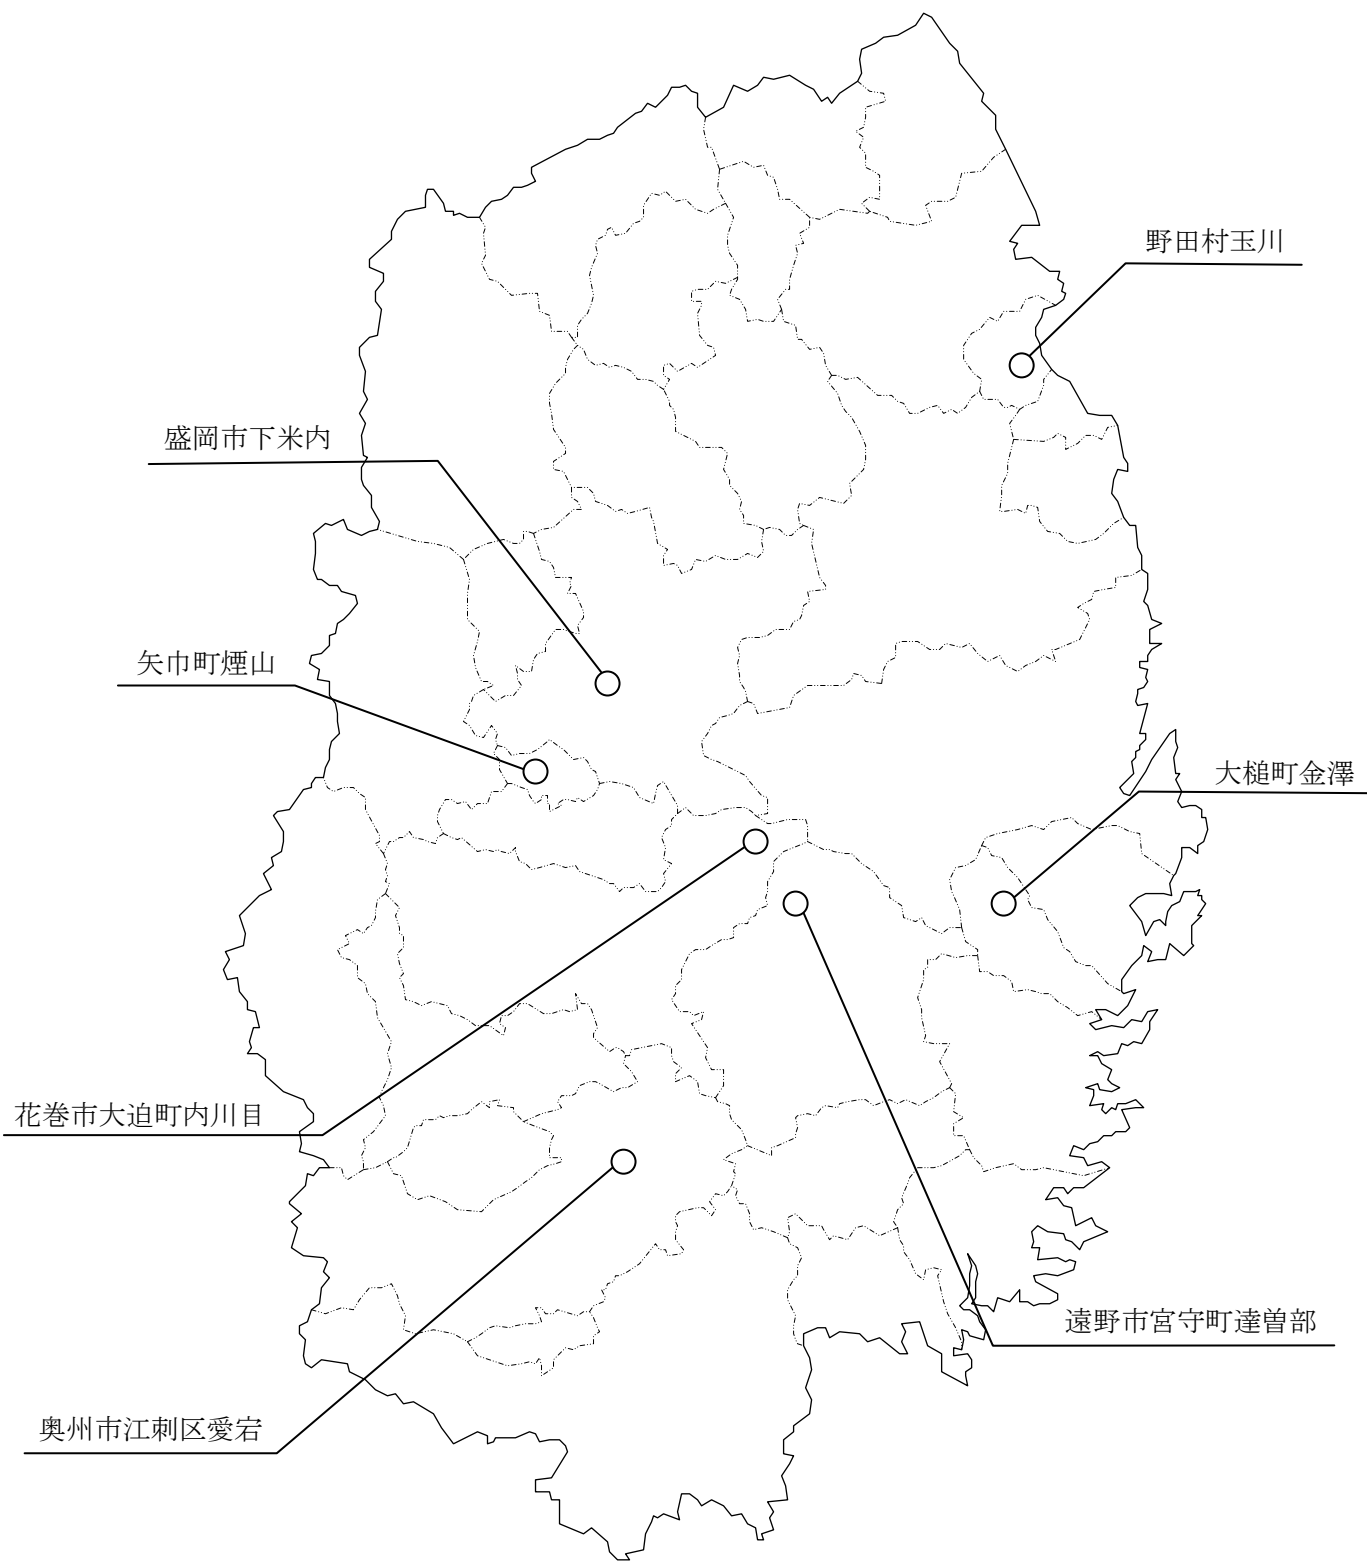 野田村玉川
盛岡市下米内
矢巾町煙山
大槌町金澤
花巻市大迫町内川目
遠野市宮守町達曽部
奥州市江刺区愛宕